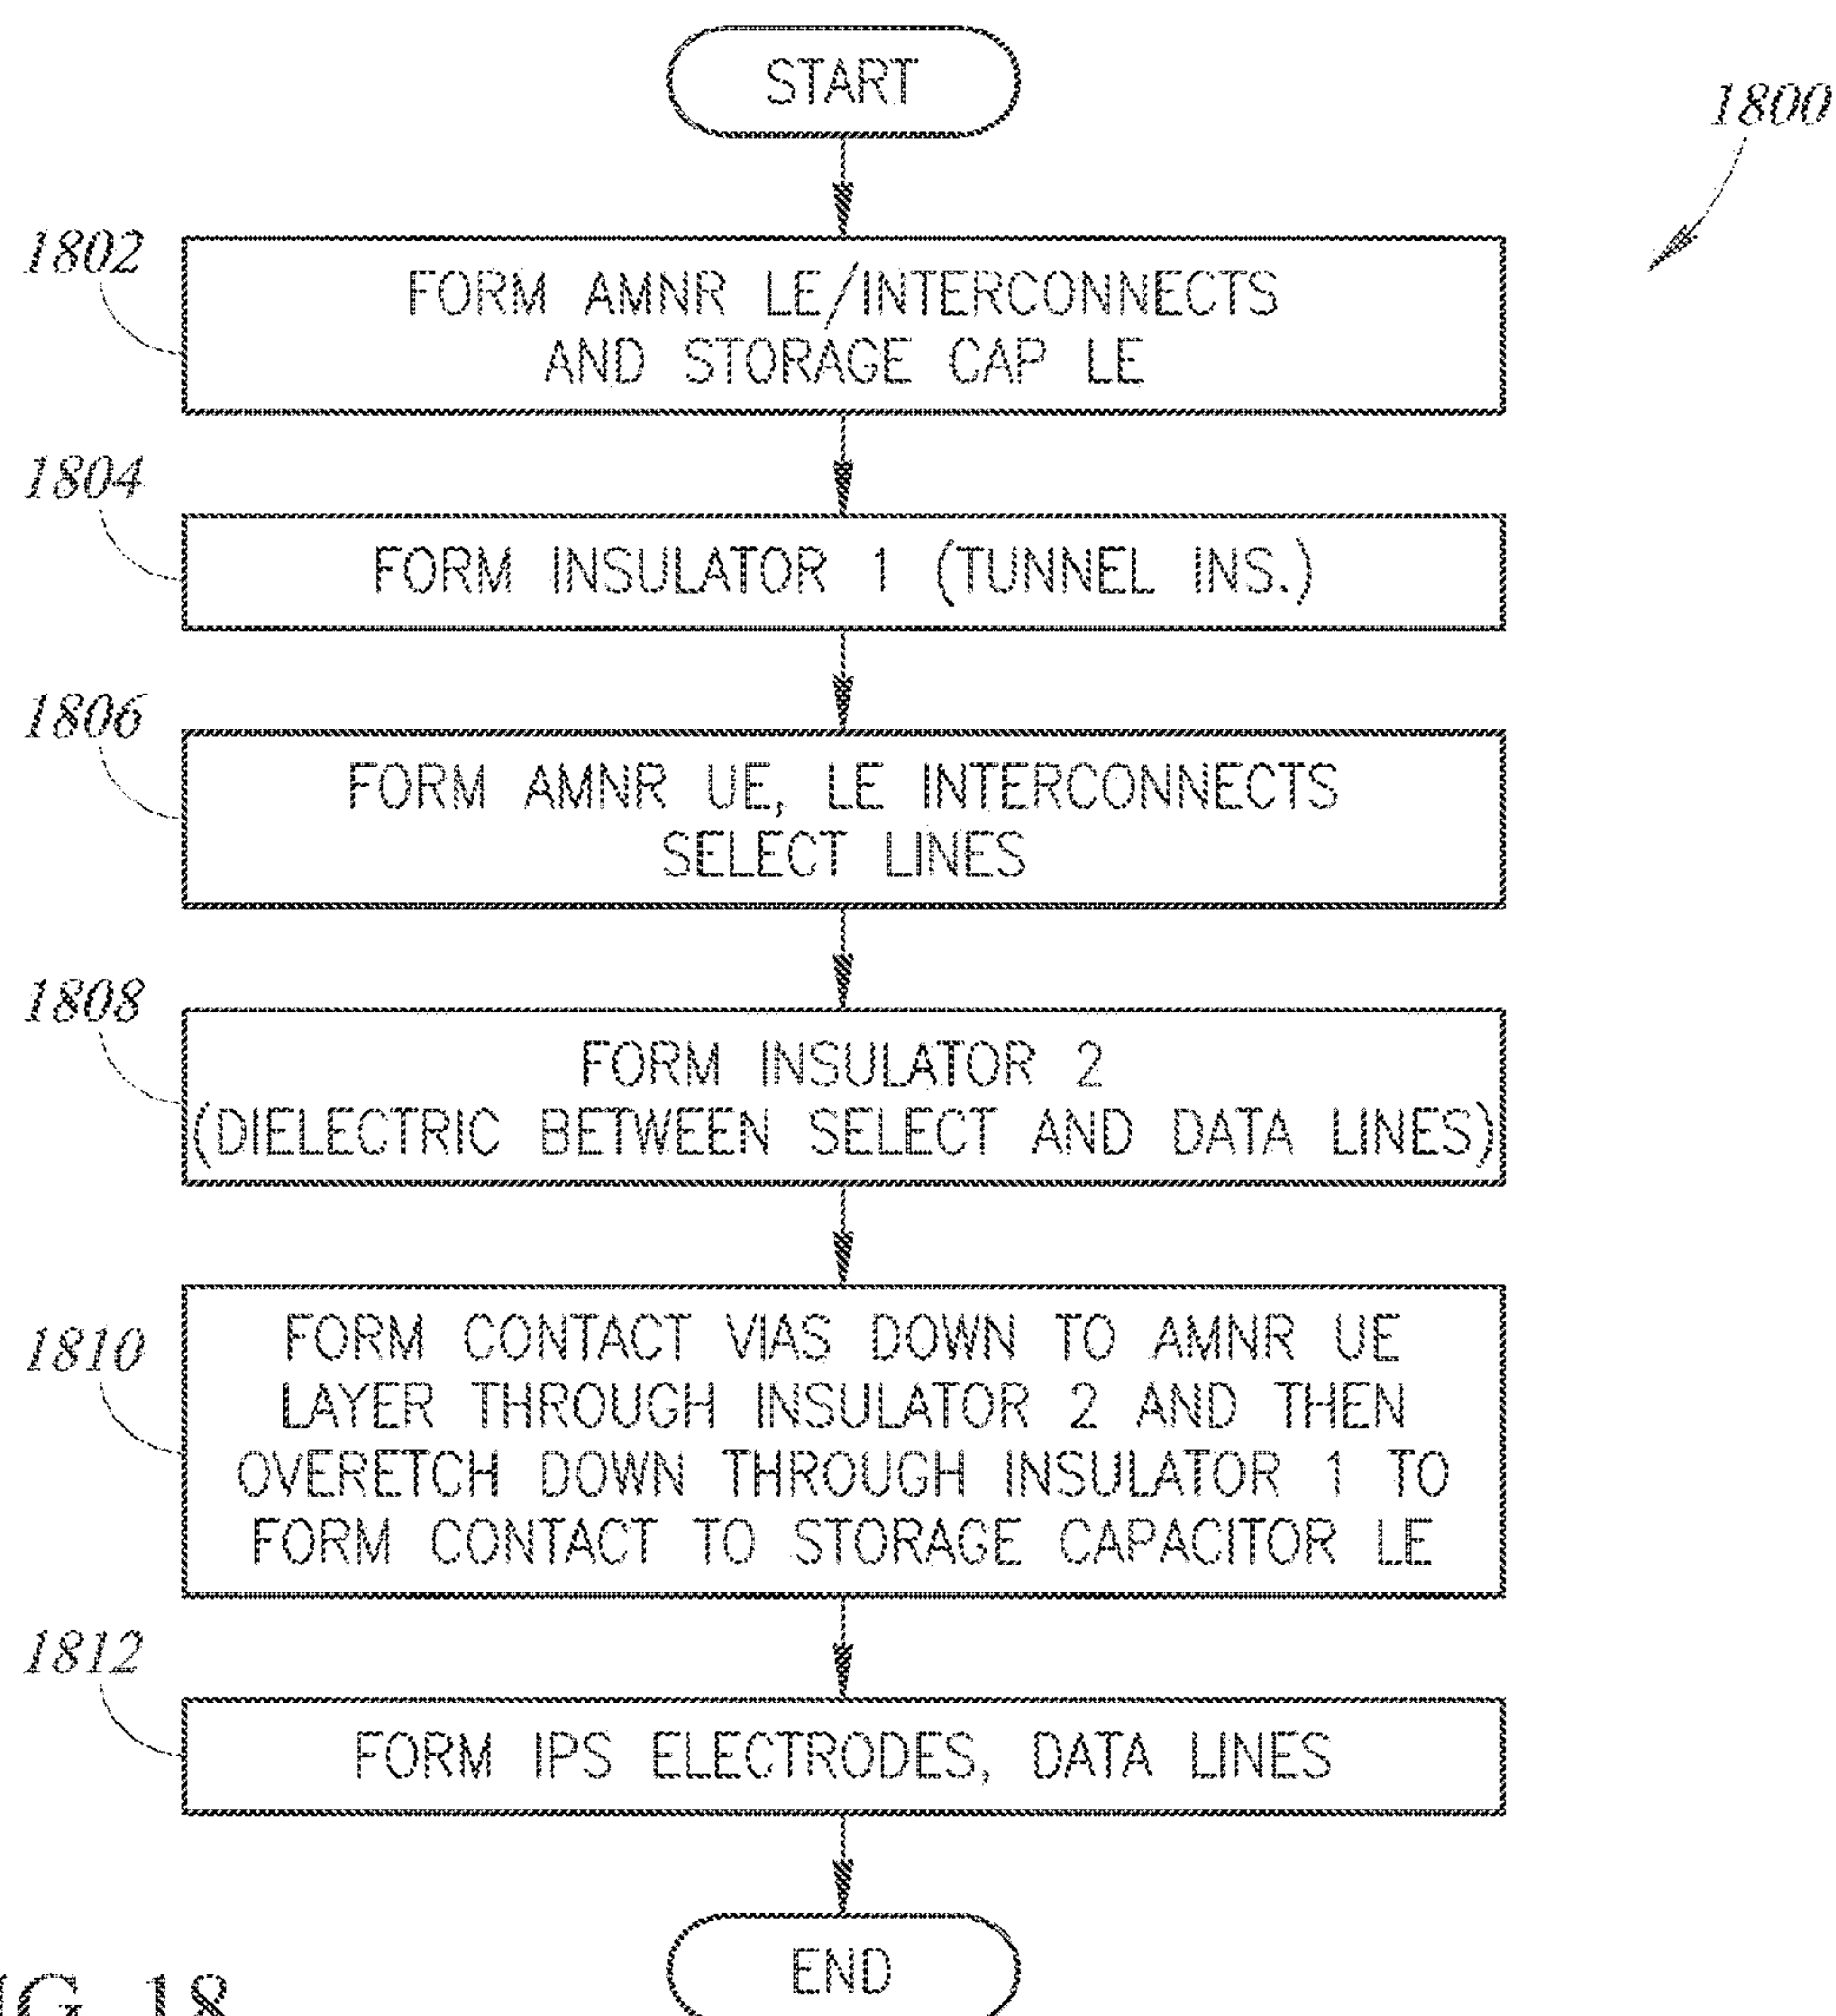 START
1800
1802
FORM AMNR LE/INTERCONNECTS
AND STORAGE CAP LE
1804
FORM INSULATOR 1 (TUNNEL INS.)
1806
FORM AMNR UE, LE INTERCONNECTS
SELECT LINES
1808
FORM INSULATOR 2
(DIELECTRIC BETWEEN SELECT AND DATA LINES)
1810
FORM CONTACT VIAS DOWN TO AMNR UE
LAYER THROUGH INSULATOR 2 AND THEN
OVERETCH DOWN THROUGH INSULATOR 1 TO
FORM CONTACT TO STORAGE CAPACITOR LE
1812
FORM IPS ELECTRODES, DATA LINES
END
18